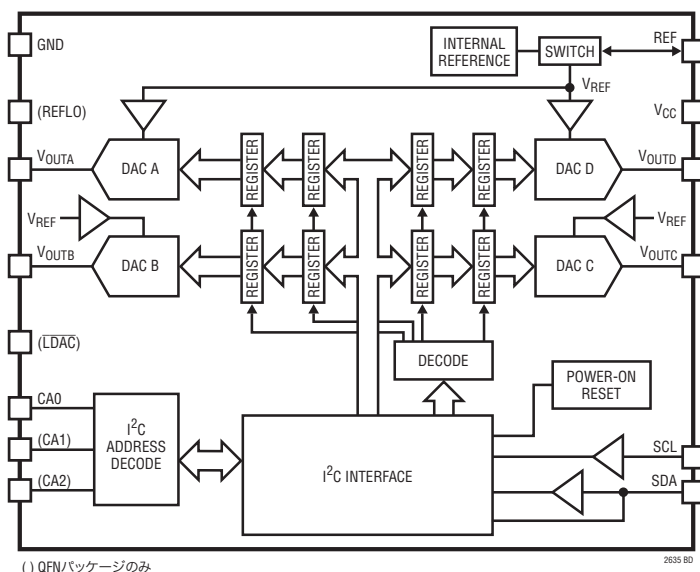 GND
INTERNAL
REFERENCE
SWITCH
REF
(REFLO)
VREF
VCC
VOUTA
DAC A
REGISTER
REGISTER
REGISTER
REGISTER
DAC D
VOUTD
VREF
VOUTB
DAC B
REGISTER
REGISTER
REGISTER
REGISTER
DAC C
VREF
VOUTC
(L̅D̅A̅C̅)
DECODE
POWER-ON
RESET
CA0
(CA1)
(CA2)
I²C
ADDRESS
DECODE
I²C INTERFACE
SCL
SDA
( ) QFNパッケージのみ
2635 BD